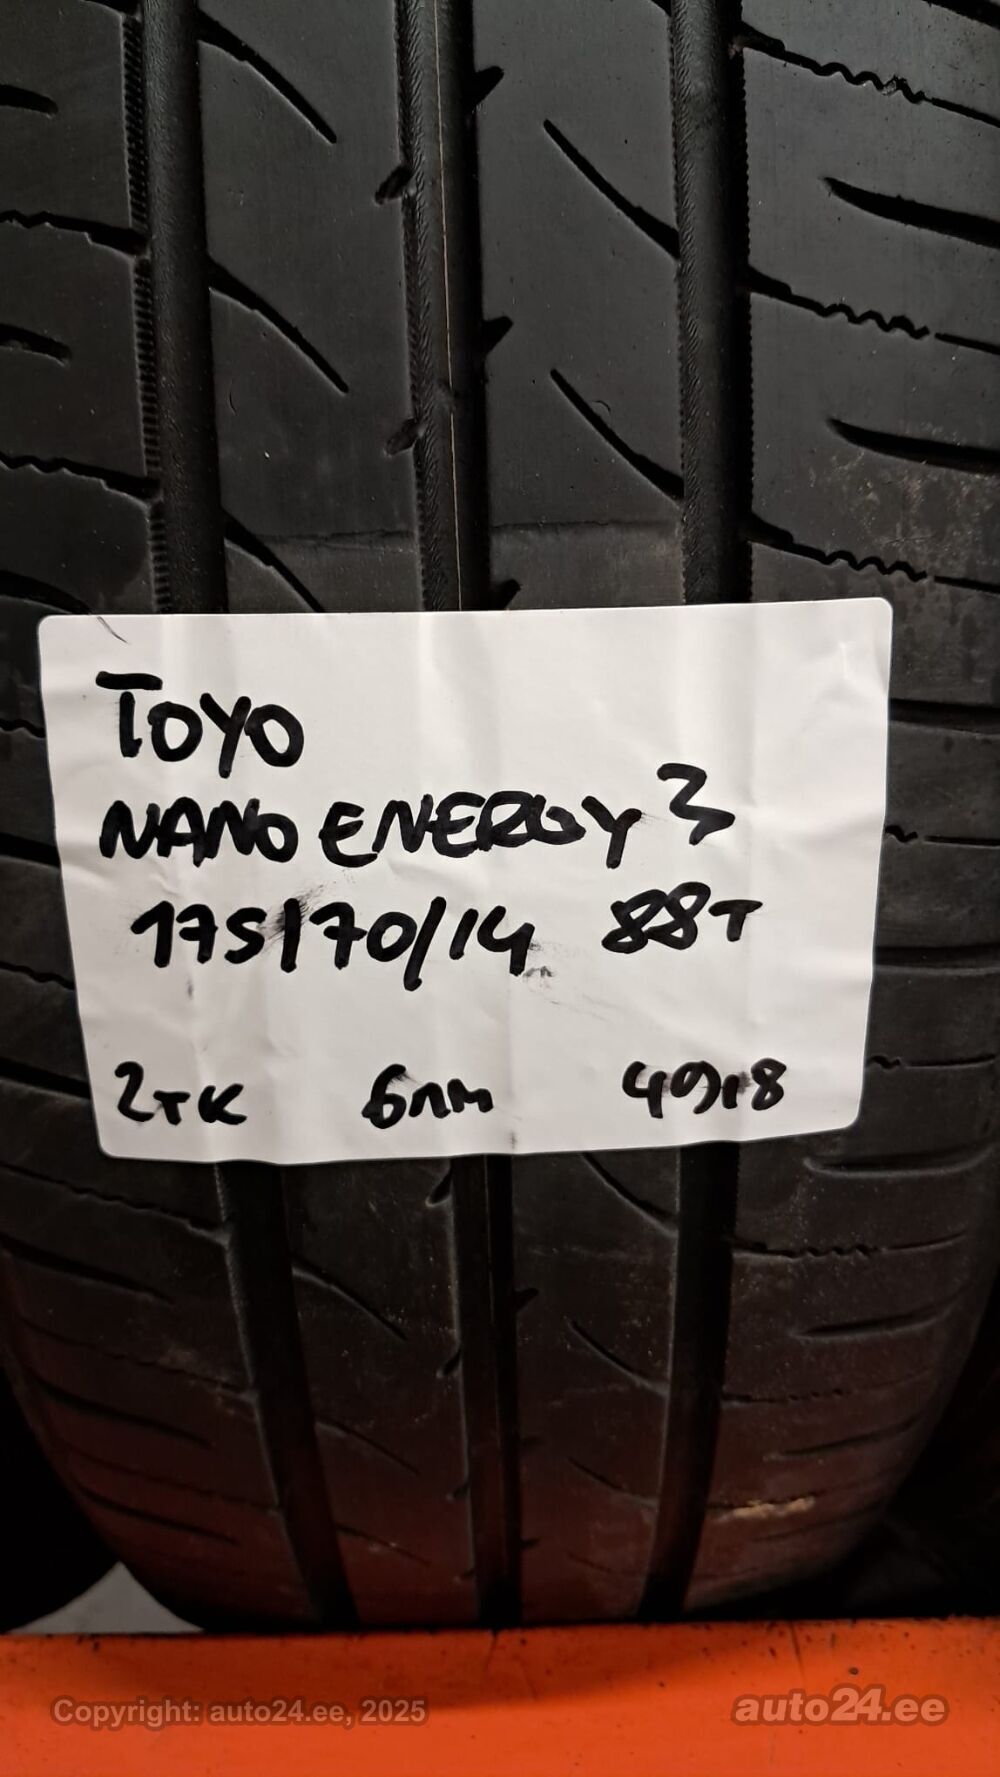 TOYO
NANO ENERGY 3
175/70/14 88T
2TK 6MM 4918
Copyright: auto24.ee, 2025
auto24.ee